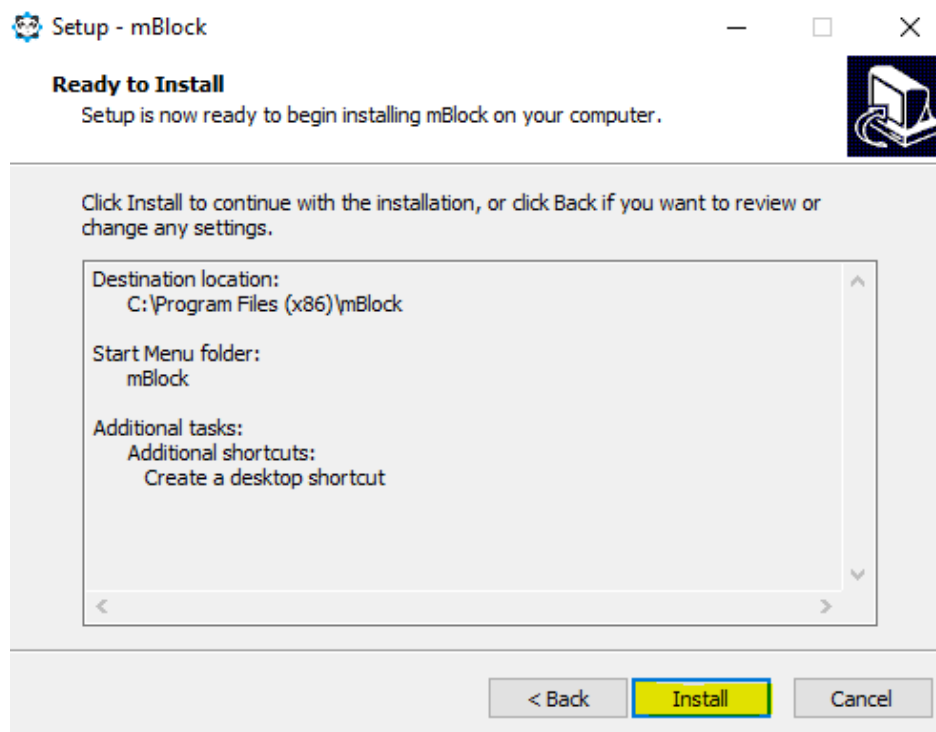 Setup - mBlock
Ready to Install
Setup is now ready to begin installing mBlock on your computer.
Click Install to continue with the installation, or click Back if you want to review or
change any settings.
Destination location:
C:\Program Files (x86)\mBlock
Start Menu folder:
mBlock
Additional tasks:
Additional shortcuts:
Create a desktop shortcut
< Back
Install
Cancel